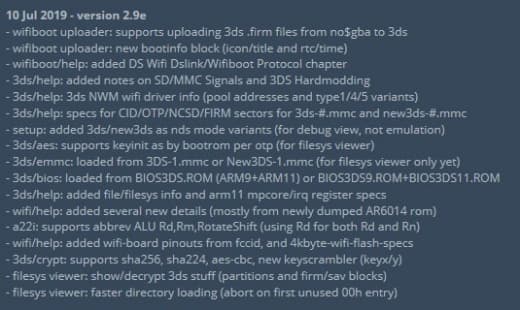 10 Jul 2019 - version 2.9e
- wifiboot uploader: supports uploading 3ds .firm files from no$gba to 3ds
- wifiboot uploader: new bootinfo block (icon/title and rtc/time)
- wifiboot/help: added DS Wifi Dslink/Wifiboot Protocol chapter
- 3ds/help: added notes on SD/MMC Signals and 3DS Hardmodding
- 3ds/help: 3ds NWM wifi driver info (pool addresses and type1/4/5 variants)
- 3ds/help: specs for CID/OTP/NCSD/FIRM sectors for 3ds-#.mmc and new3ds-#.mmc
- setup: added 3ds/new3ds as nds mode variants (for debug view, not emulation)
- 3ds/aes: supports keyinit as by bootrom per otp (for filesys viewer)
- 3ds/emmc: loaded from 3DS-1.mmc or New3DS-1.mmc (for filesys viewer only yet)
- 3ds/bios: loaded from BIOS3DS.ROM (ARM9+ARM11) or BIOS3DS9.ROM+BIOS3DS11.ROM
- 3ds/help: added file/filesys info and arm11 mpcore/irq register specs
- wifi/help: added several new details (mostly from newly dumped AR6014 rom)
- a22i: supports abbrev ALU Rd,Rm,RotateShift (using Rd for both Rd and Rn)
- wifi/help: added wifi-board pinouts from fccid, and 4kbyte-wifi-flash-specs
- 3ds/crypt: supports sha256, sha224, aes-cbc, new keyscrambler (keyx/y)
- filesys viewer: show/decrypt 3ds stuff (partitions and firm/sav blocks)
- filesys viewer: faster directory loading (abort on first unused 00h entry)